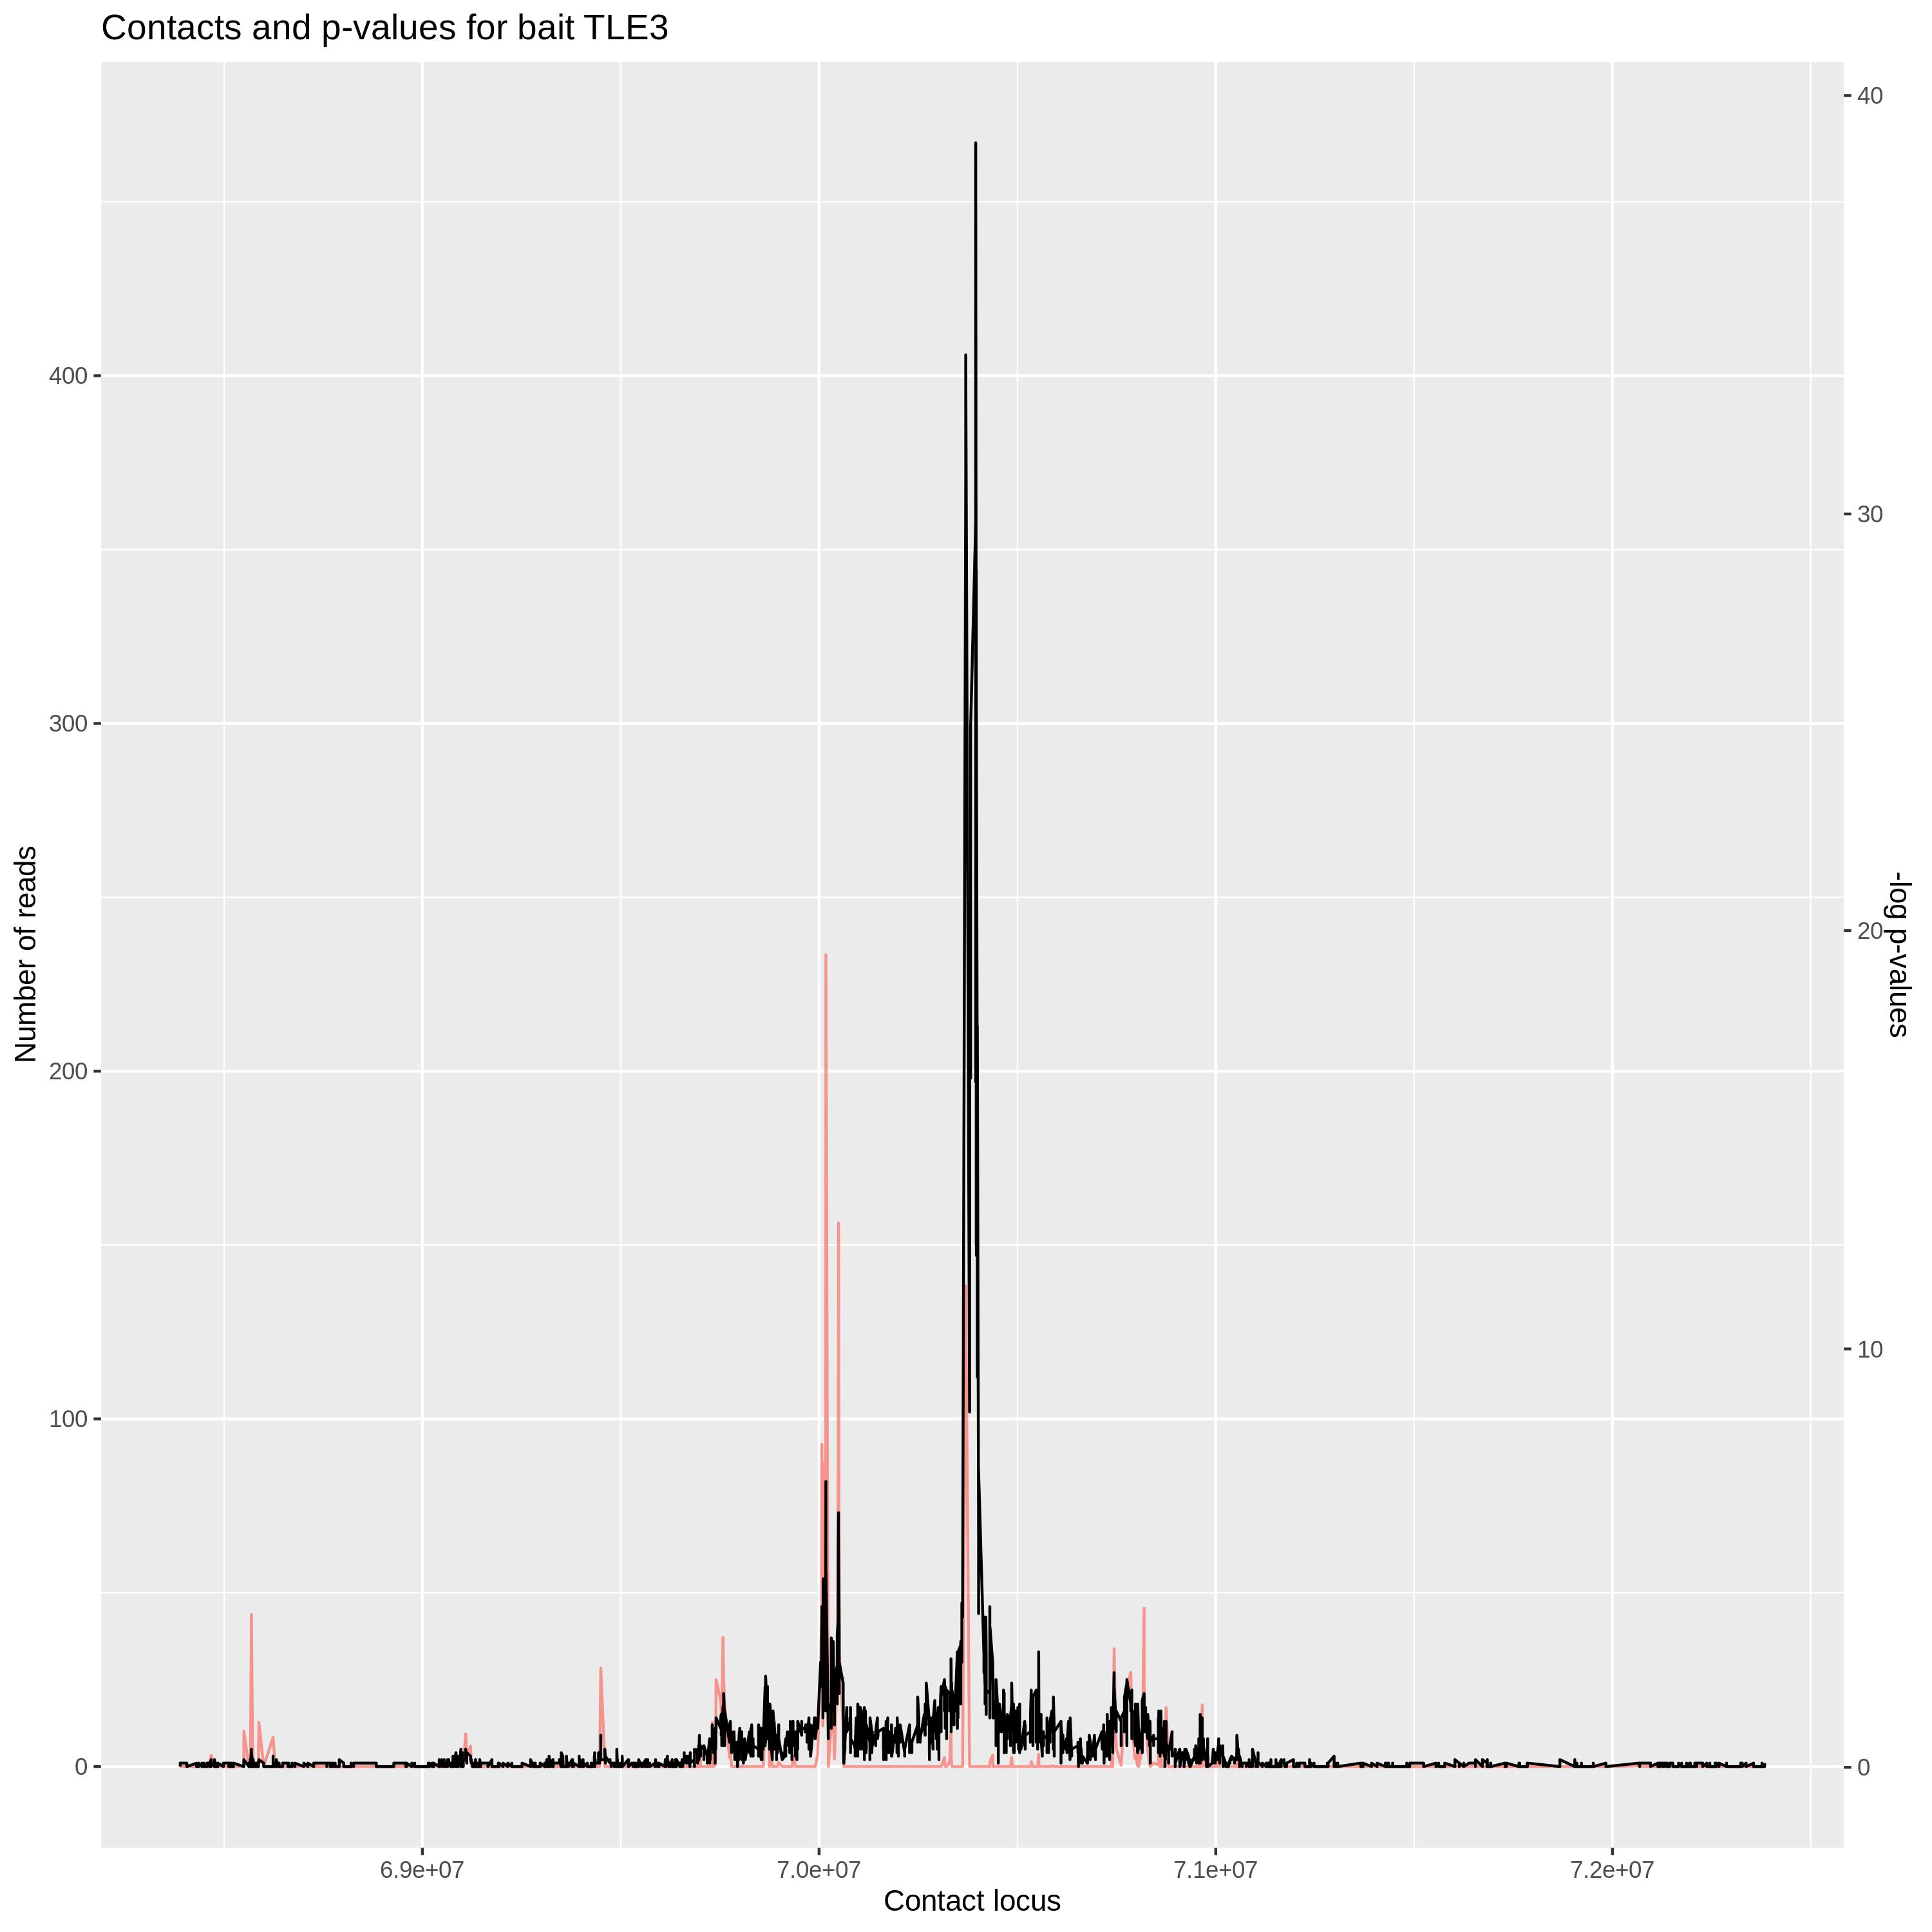 Contacts and p-values for bait TLE3
Number of reads
400
300
200
100
0
40
30
20
10
0
-log p-values
6.9e+07
7.0e+07
7.1e+07
7.2e+07
Contact locus